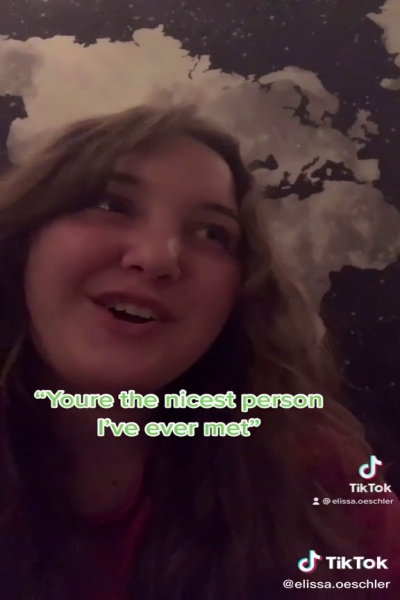 “Youre the nicest person
I’ve ever met”
TikTok
@elissa.oeschler
TikTok
@elissa.oeschler